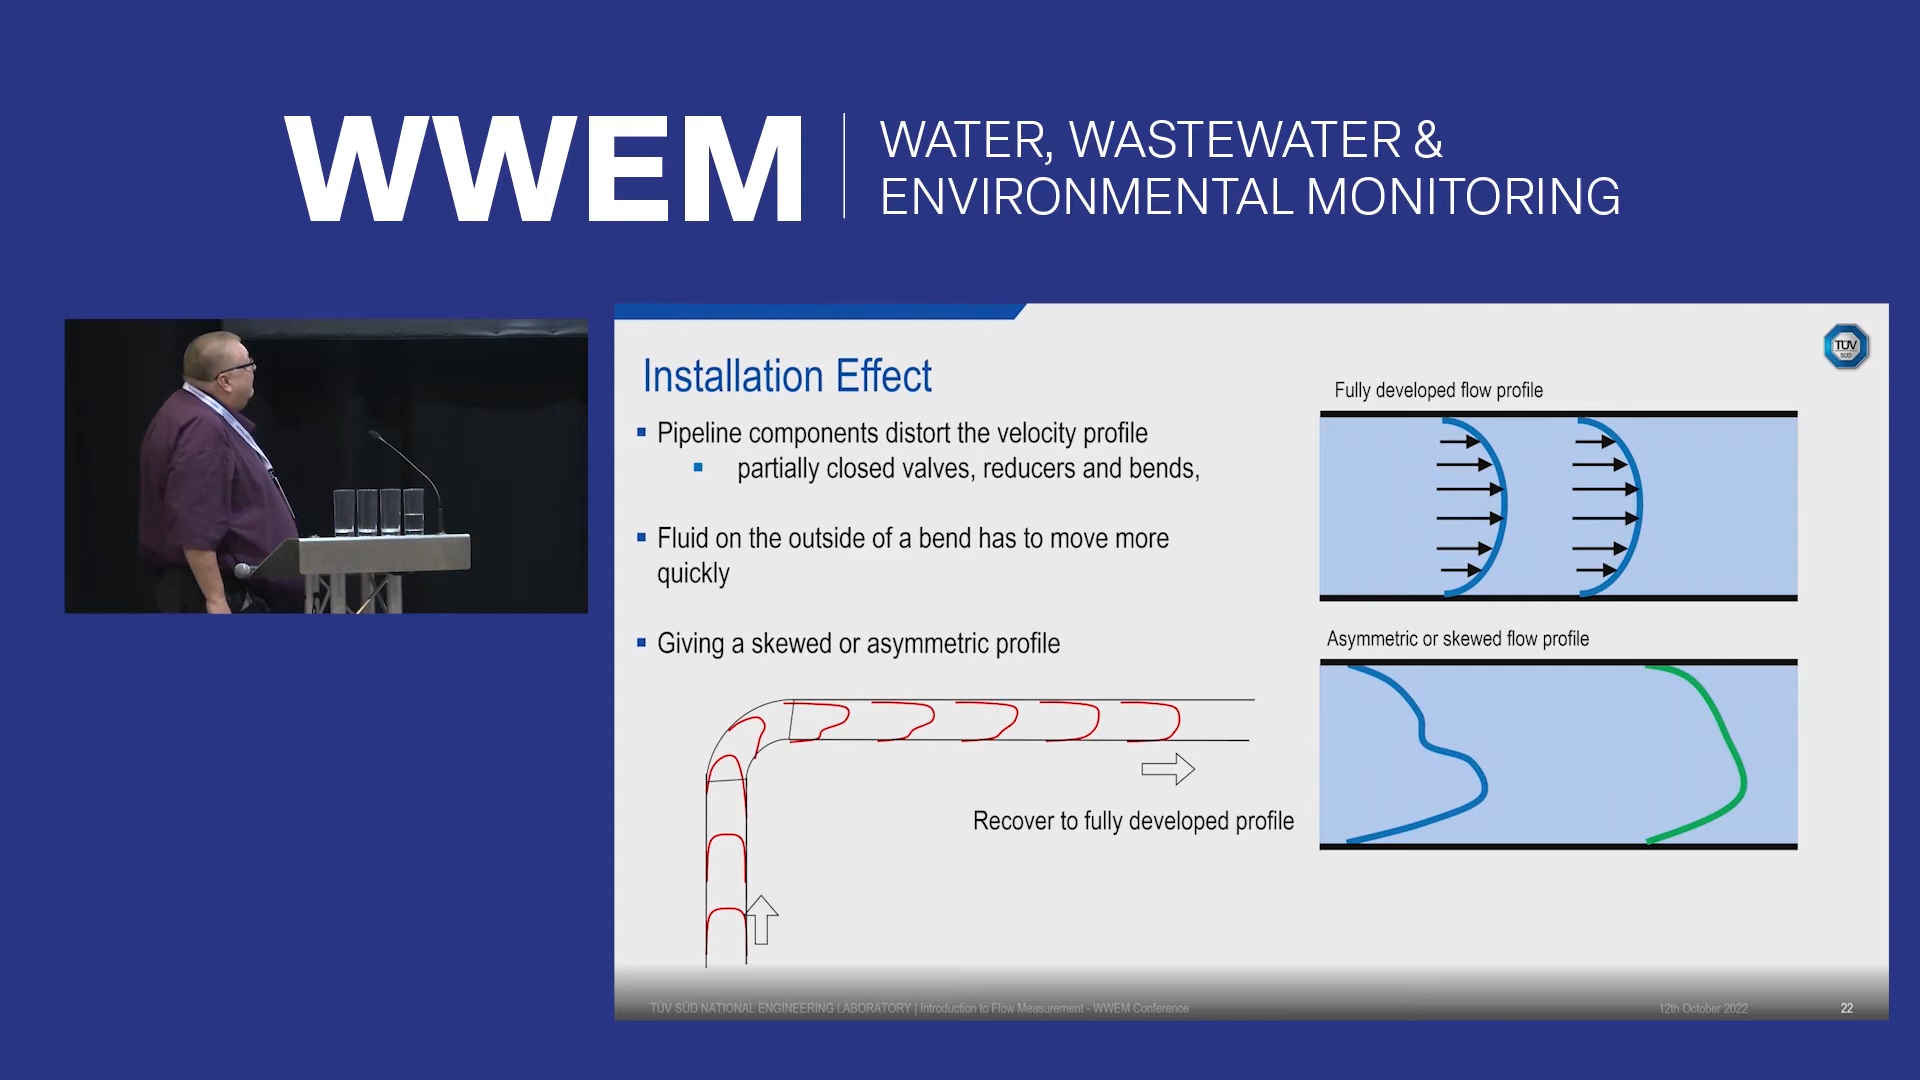 WWEM
WATER, WASTEWATER &
ENVIRONMENTAL MONITORING
TÜV
SÜD
Installation Effect
Pipeline components distort the velocity profile
partially closed valves, reducers and bends,
Fluid on the outside of a bend has to move more
quickly
Giving a skewed or asymmetric profile
Recover to fully developed profile
Fully developed flow profile
Asymmetric or skewed flow profile
TÜV SÜD NATIONAL ENGINEERING LABORATORY | Introduction to Flow Measurement - WWEM Conference
12th October 2022
22